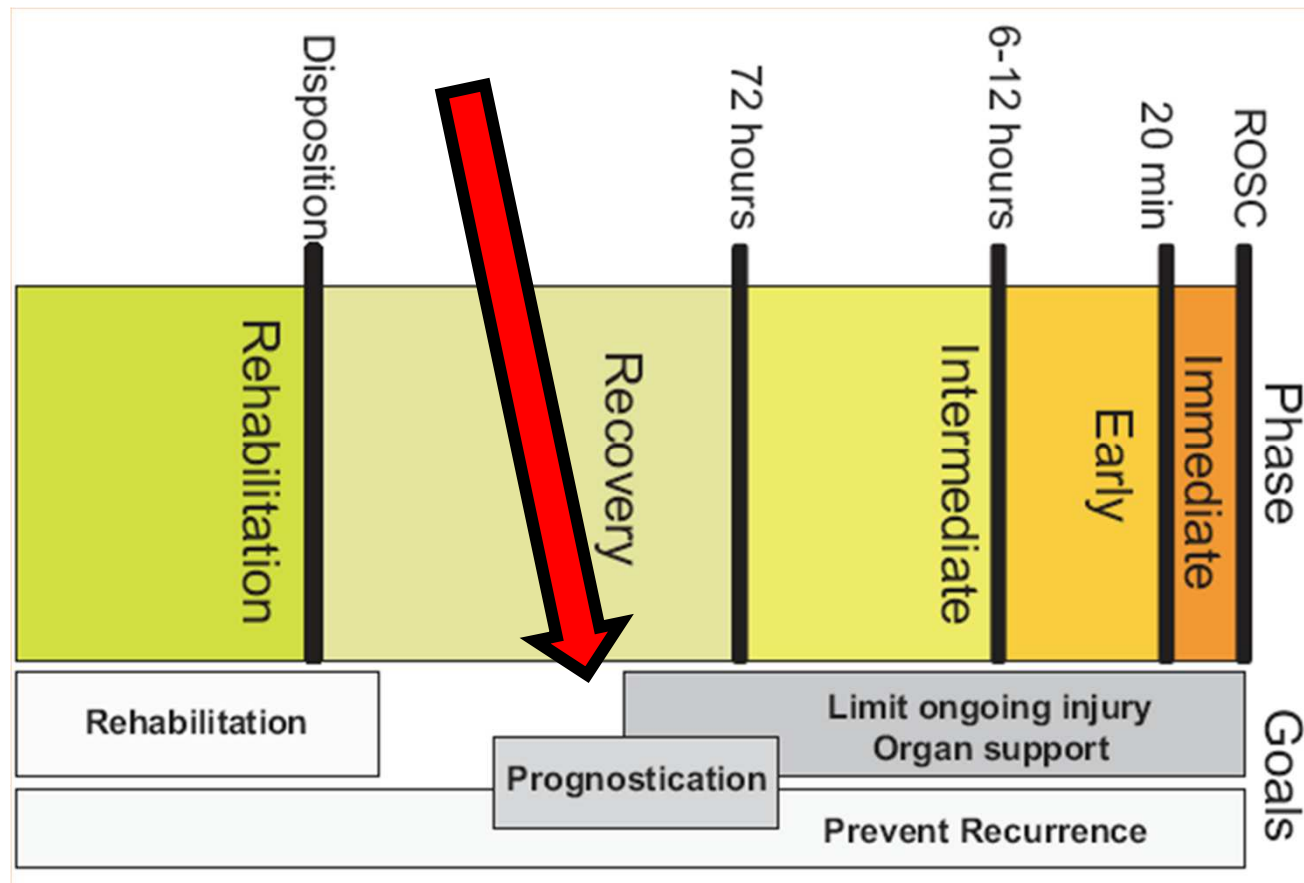 Phase
ROSC
20 min
6-12 hours
72 hours
Disposition
Immediate
Early
Intermediate
Recovery
Rehabilitation
Goals
Limit ongoing injury
Organ support
Prognostication
Rehabilitation
Prevent Recurrence